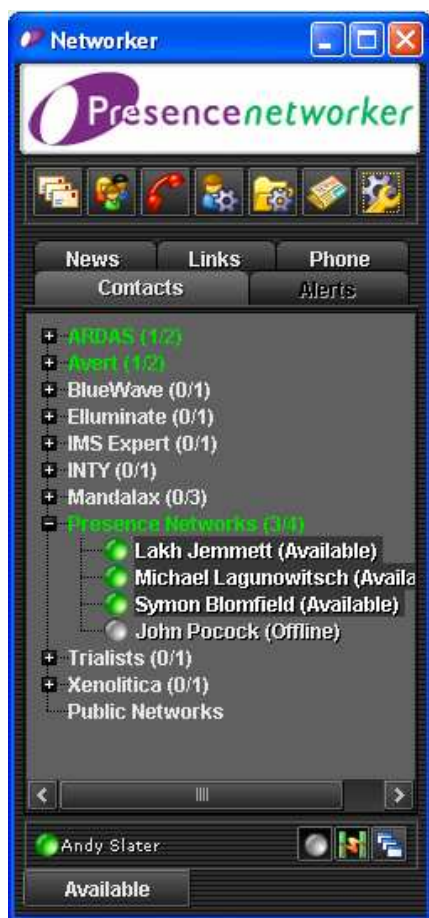 Networker
Presencenetworker
News Links Phone
Contacts Alerts
ARDAS (1/2)
Avert (1/2)
BlueWave (0/1)
Elluminate (0/1)
IMS Expert (0/1)
INTY (0/1)
Mandalax (0/3)
Presence Networks (3/4)
Lakh Jemmett (Available)
Michael Lagunowitsch (Availa
Symon Blomfield (Available)
John Pocock (Offline)
Trialists (0/1)
Xenolitica (0/1)
Public Networks
Andy Slater
Available